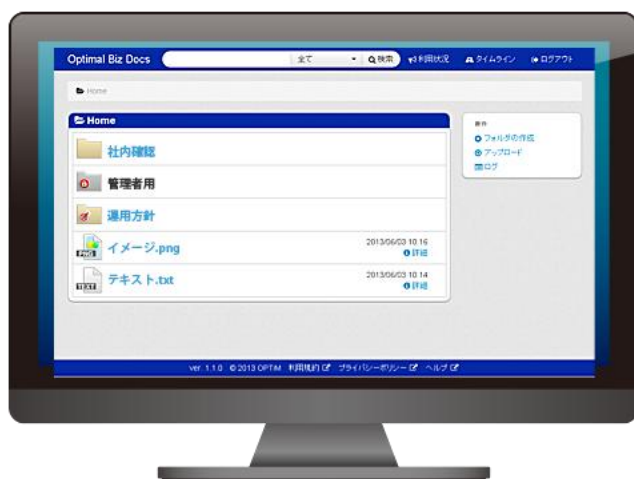 Optimal Biz Docs
全て
検索
利用状況
タイムライン
ログアウト
Home
Home
社内確認
管理者用
運用方針
PNG
イメージ.png
2013/06/03 10:16
詳細
TEXT
テキスト.txt
2013/06/03 10:14
詳細
操作
フォルダの作成
アップロード
ログ
ver. 1.1.0 © 2013 OPTiM 利用規約 プライバシーポリシー ヘルプ